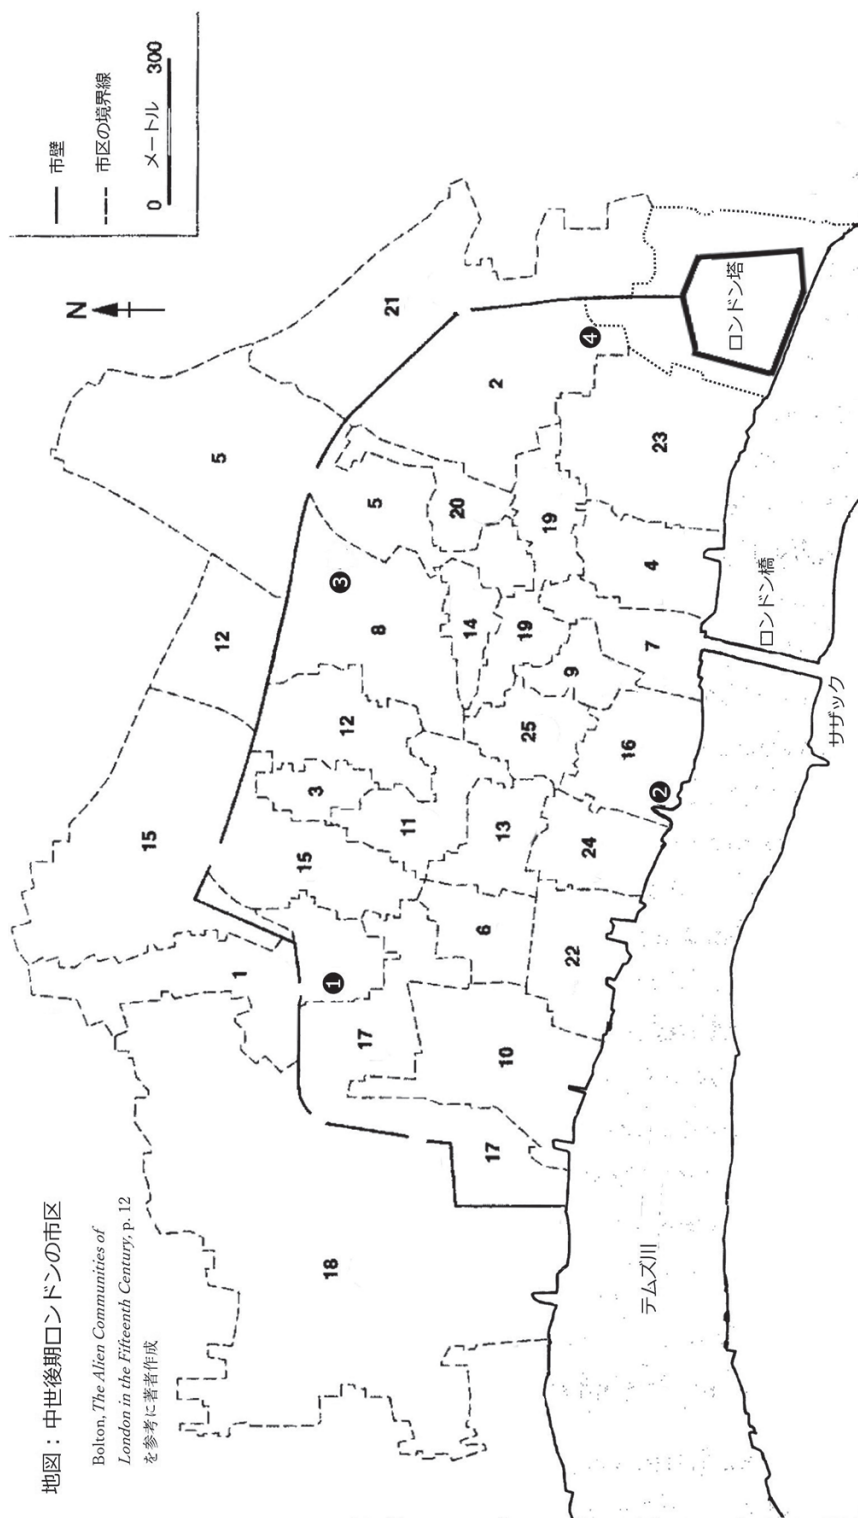 地図：中世後期ロンドンの市区
Bolton, The Alien Communities of
London in the Fifteenth Century, p. 12
を参考に著者作成
N
市壁
市区の境界線
0 メートル 300
15
5
12
1
21
12
5
8
❸
3
15
11
❶
17
18
2
20
14
19
19
❹
25
13
6
10
17
9
4
23
7
16
❷
24
22
ロンドン塔
ロンドン橋
サザック
テムズ川